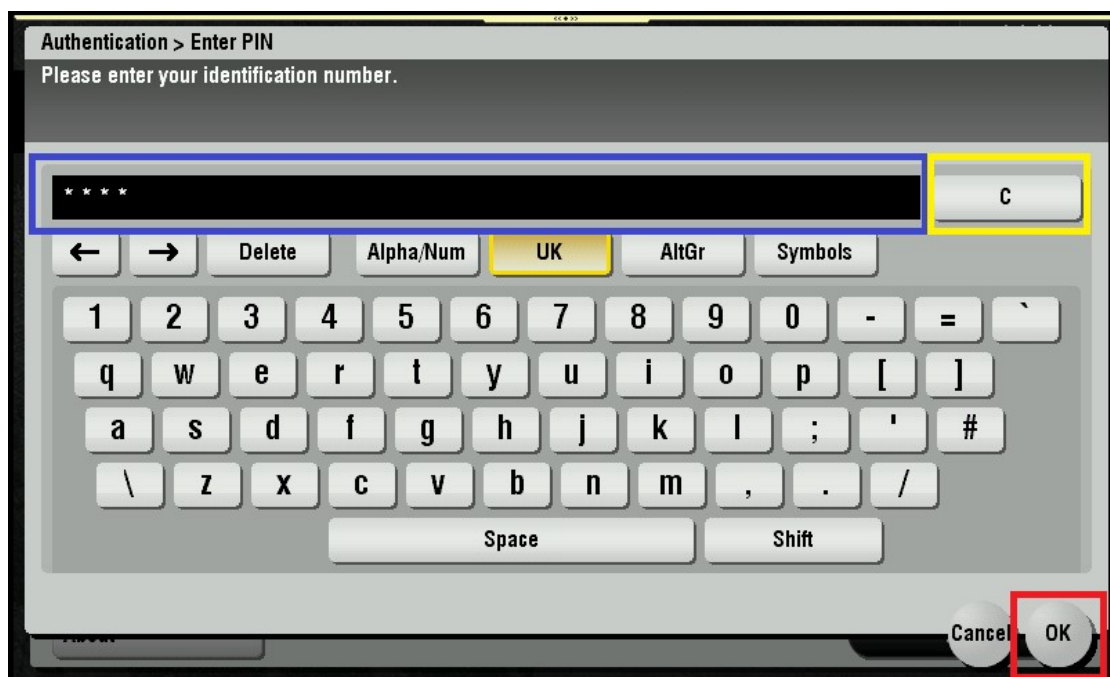 Authentication > Enter PIN
Please enter your identification number.
* * * *
C
← → Delete Alpha/Num UK AltGr Symbols
1 2 3 4 5 6 7 8 9 0 - = `
q w e r t y u i o p [ ]
a s d f g h j k l ; ' #
\ z x c v b n m , . /
Space Shift
Cancel OK